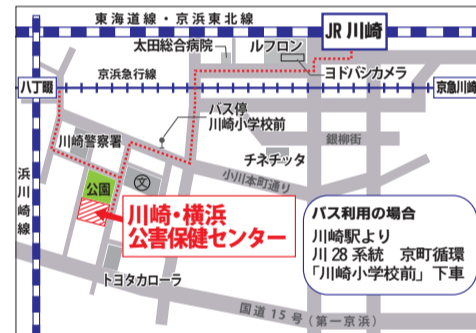 東海道線・京浜東北線
JR 川崎
太田総合病院
ルフロン
ヨドバシカメラ
京浜急行線
八丁畷
京急川崎
バス停
川崎小学校前
銀柳街
川崎警察署
チネチッタ
小川本町通り
浜川崎線
公園
文
川崎・横浜
公害保健センター
バス利用の場合
川崎駅より
川 28 系統　京町循環
「川崎小学校前」下車
トヨタカローラ
国道 15 号（第一京浜）